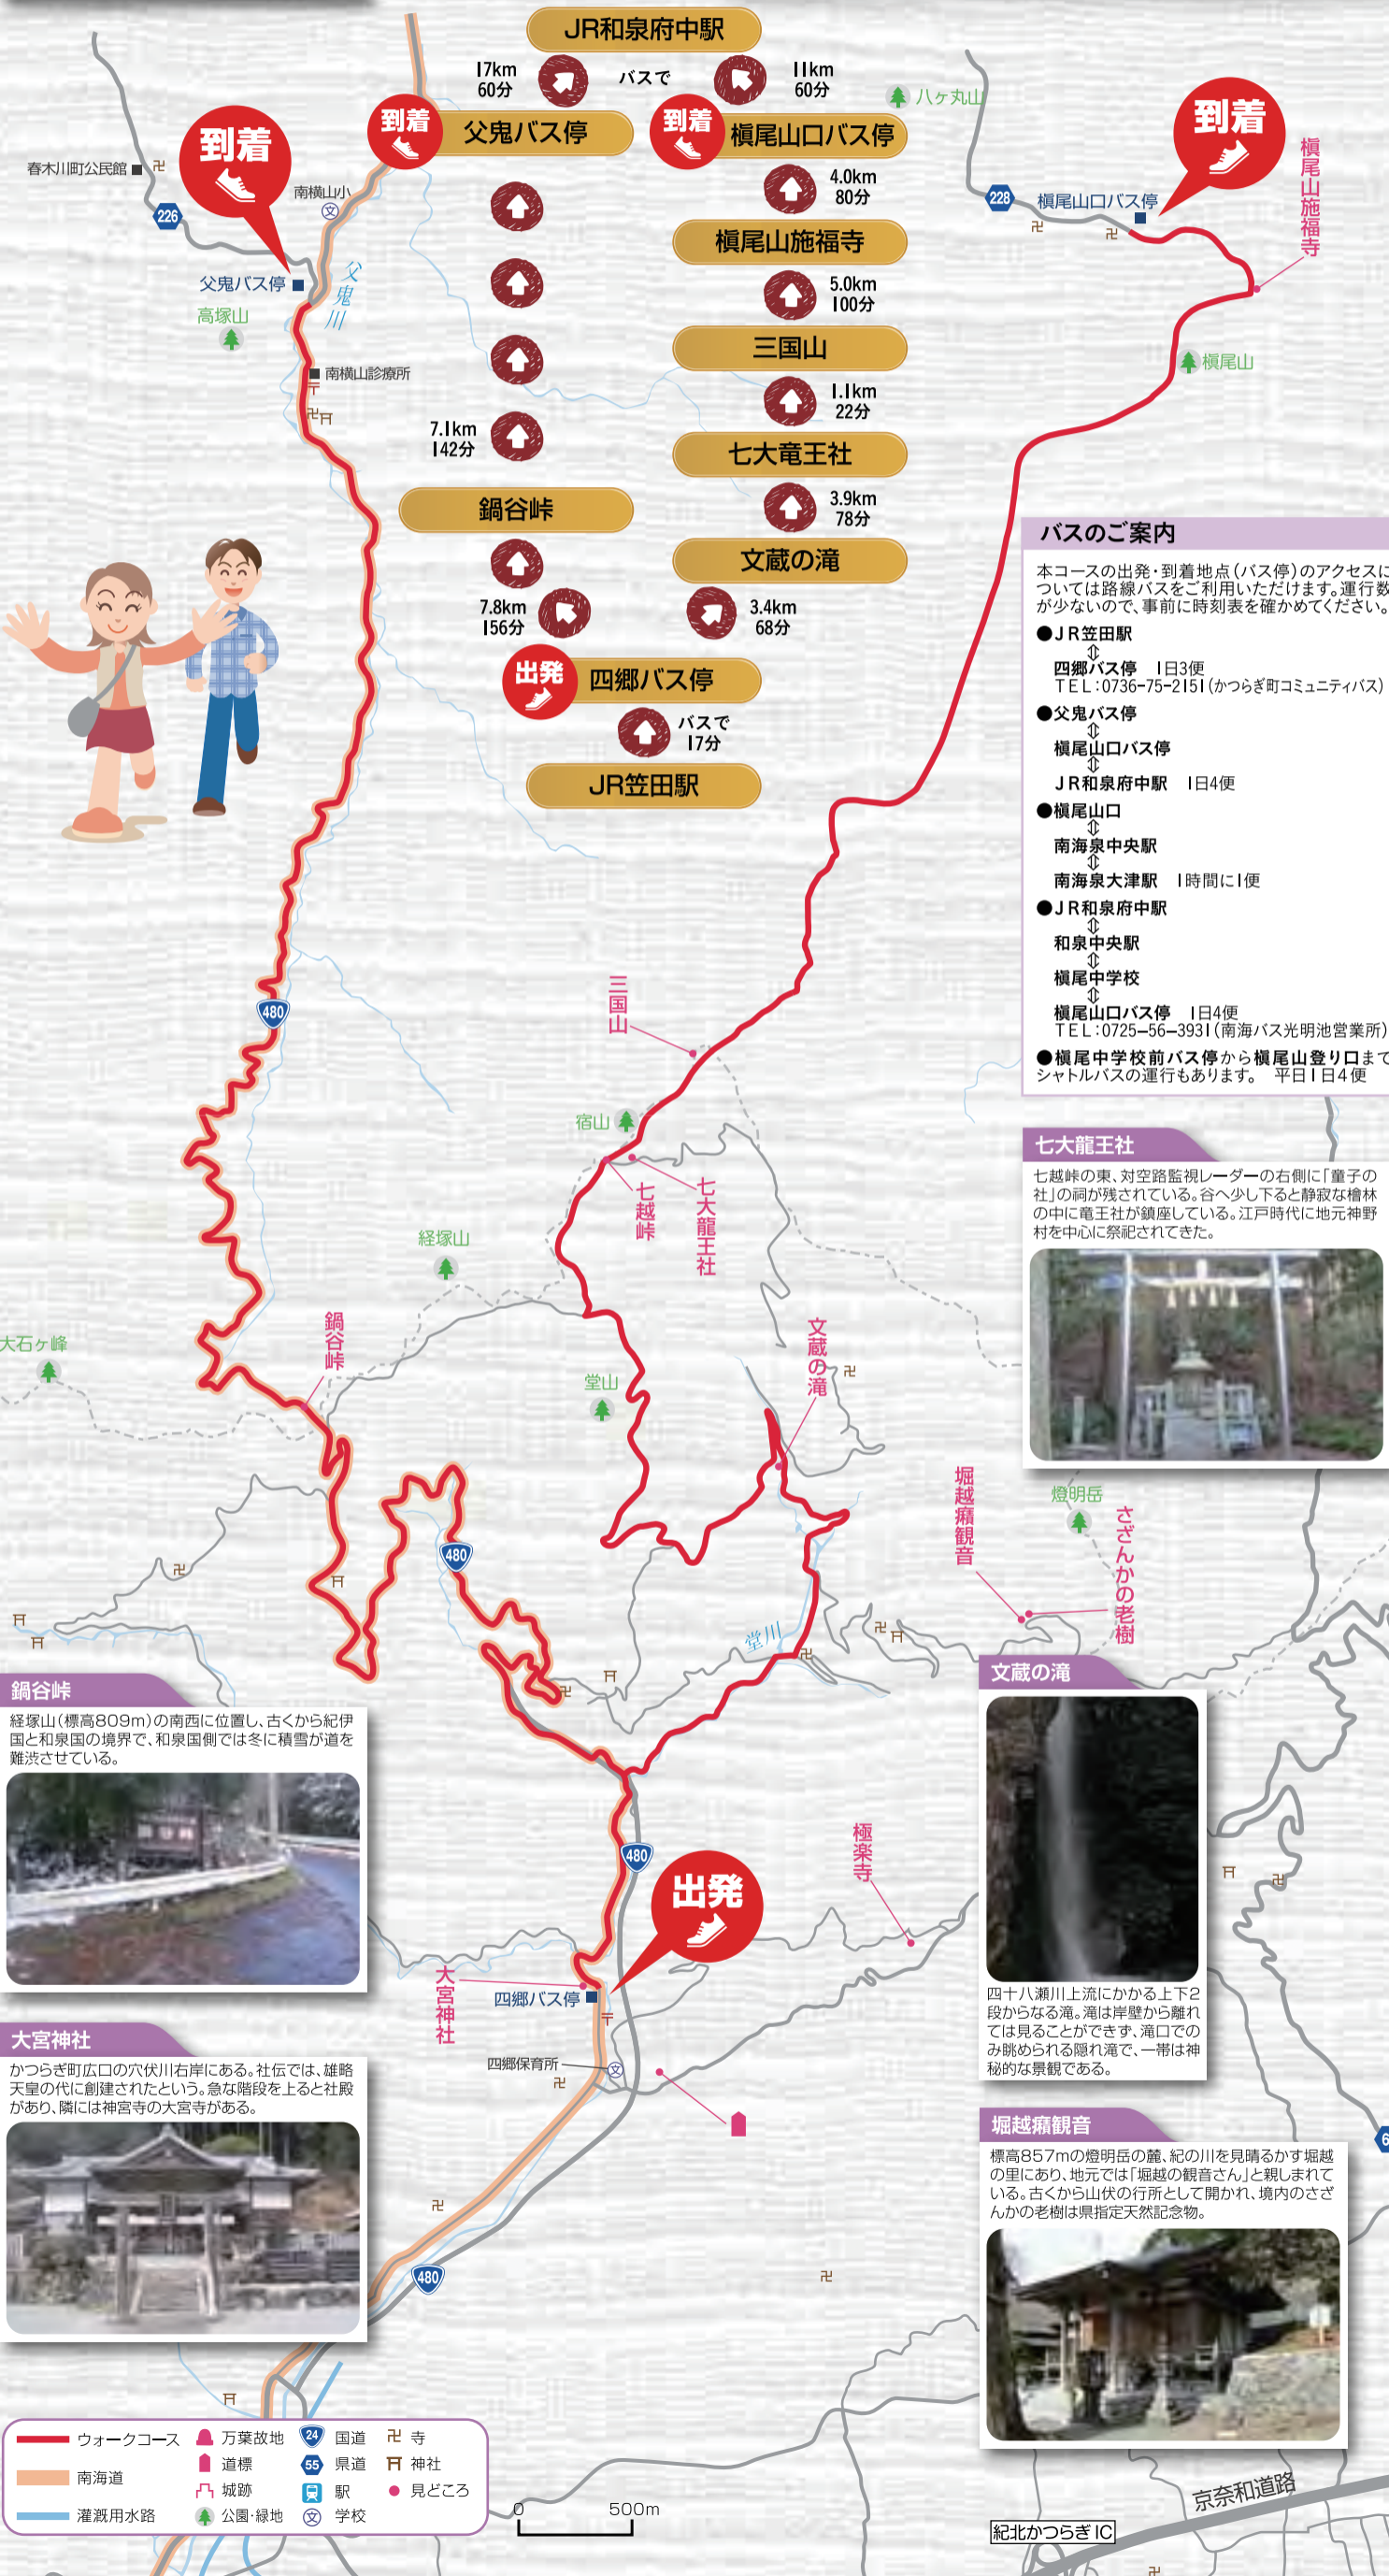 JR和泉府中駅
17km
60分
バスで
11km
60分
到着
父鬼バス停
到着
槇尾山口バス停
4.0km
80分
槇尾山施福寺
5.0km
100分
三国山
1.1km
22分
七大竜王社
3.9km
78分
文蔵の滝
3.4km
68分
7.1km
142分
鍋谷峠
7.8km
156分
出発
四郷バス停
バスで
17分
JR笠田駅
到着
春木川町公民館
226
南横山小
文
父鬼バス停
父鬼川
高塚山
南横山診療所
八ヶ丸山
到着
228
槇尾山口バス停
槇尾山施福寺
槇尾山
バスのご案内
本コースの出発・到着地点(バス停)のアクセスに
ついては路線バスをご利用いただけます。運行数
が少ないので、事前に時刻表を確かめてください。
●JR笠田駅
⇕
四郷バス停 1日3便
TEL:0736-75-2151(かつらぎ町コミュニティバス)
●父鬼バス停
⇕
槇尾山口バス停
⇕
JR和泉府中駅 1日4便
●槇尾山口
⇕
南海泉中央駅
⇕
南海泉大津駅 1時間に1便
●JR和泉府中駅
⇕
和泉中央駅
⇕
槇尾中学校
⇕
槇尾山口バス停 1日4便
TEL:0725-56-3931(南海バス光明池営業所)
●槇尾中学校前バス停から槇尾山登り口まで
シャトルバスの運行もあります。 平日1日4便
480
三国山
宿山
七越峠
七大龍王社
経塚山
鍋谷峠
大石ヶ峰
堂山
文蔵の滝
堀越癪観音
燈明岳
さざんかの老樹
480
堂川
七大龍王社
七越峠の東、対空路監視レーダーの右側に「童子の
社」の祠が残されている。谷へ少し下ると静寂な檜林
の中に竜王社が鎮座している。江戸時代に地元神野
村を中心に祭祀されてきた。
鍋谷峠
経塚山(標高809m)の南西に位置し、古くから紀伊
国と和泉国の境界で、和泉国側では冬に積雪が道を
難渋させている。
文蔵の滝
四十八瀬川上流にかかる上下2
段からなる滝。滝は岸壁から離れ
ては見ることができず、滝口での
み眺められる隠れ滝で、一帯は神
秘的な景観である。
480
出発
極楽寺
大宮神社
四郷バス停
四郷保育所
文
大宮神社
かつらぎ町広口の穴伏川右岸にある。社伝では、雄略
天皇の代に創建されたという。急な階段を上ると社殿
があり、隣には神宮寺の大宮寺がある。
堀越癪観音
標高857mの燈明岳の麓、紀の川を見晴るかす堀越
の里にあり、地元では「堀越の観音さん」と親しまれて
いる。古くから山伏の行所として開かれ、境内のさざ
んかの老樹は県指定天然記念物。
480
ウォークコース
南海道
灌漑用水路
万葉故地
道標
城跡
公園・緑地
24 国道
55 県道
駅
文 学校
卍 寺
神社
見どころ
0 500m
京奈和道路
紀北かつらぎIC